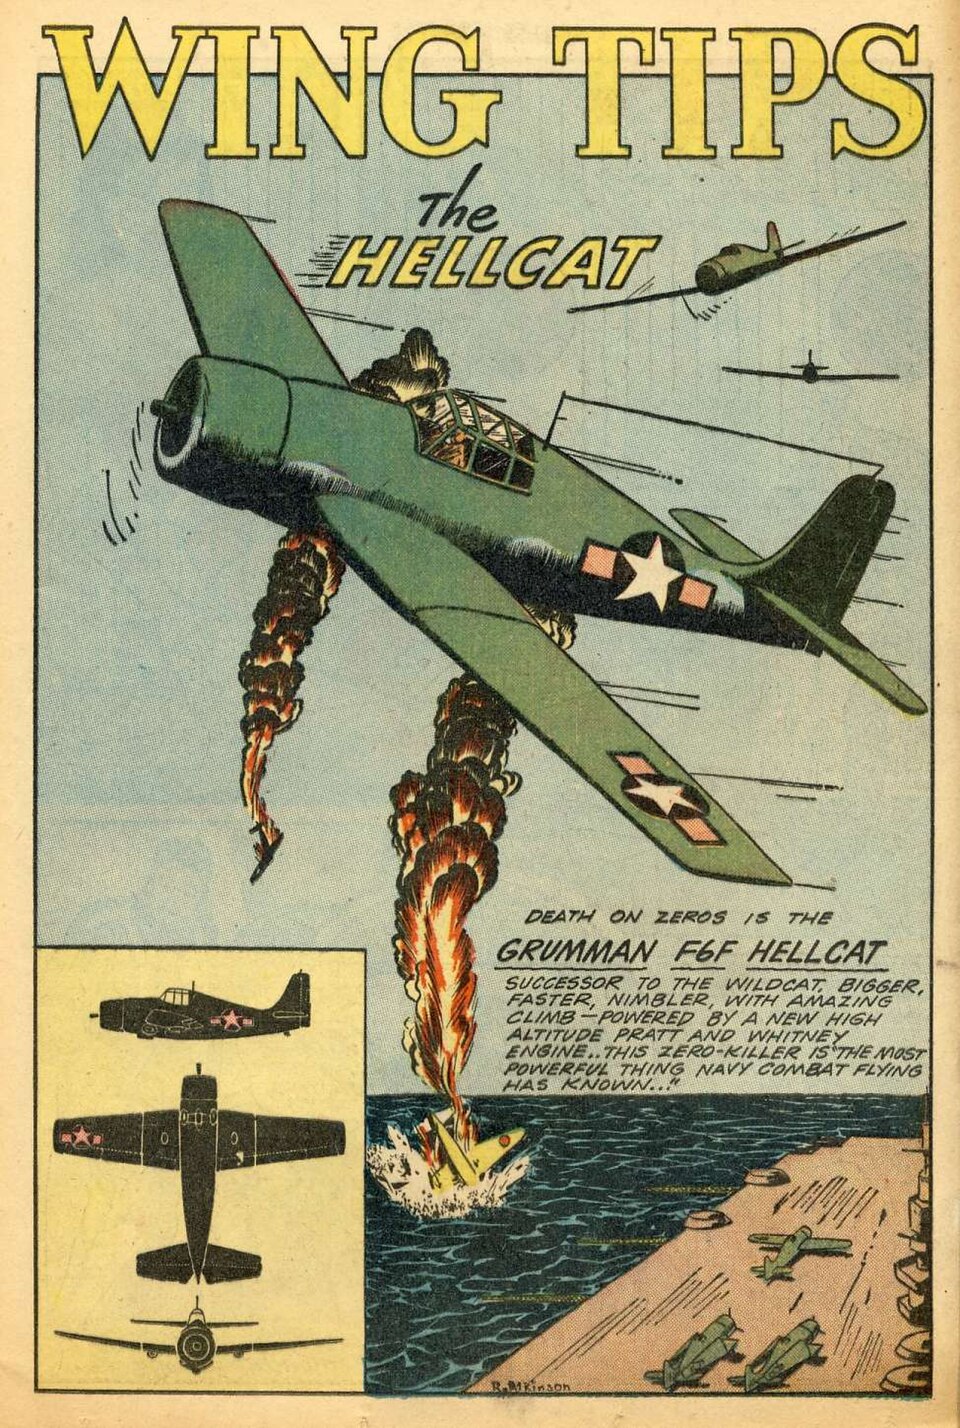 WING TIPS
The
HELLCAT
DEATH ON ZEROS IS THE
GRUMMAN F6F HELLCAT
SUCCESSOR TO THE WILDCAT, BIGGER,
FASTER, NIMBLER, WITH AMAZING
CLIMB—POWERED BY A NEW HIGH
ALTITUDE PRATT AND WHITNEY
ENGINE..THIS ZERO-KILLER IS "THE MOST
POWERFUL THING NAVY COMBAT FLYING
HAS KNOWN..!"
R. Atkinson